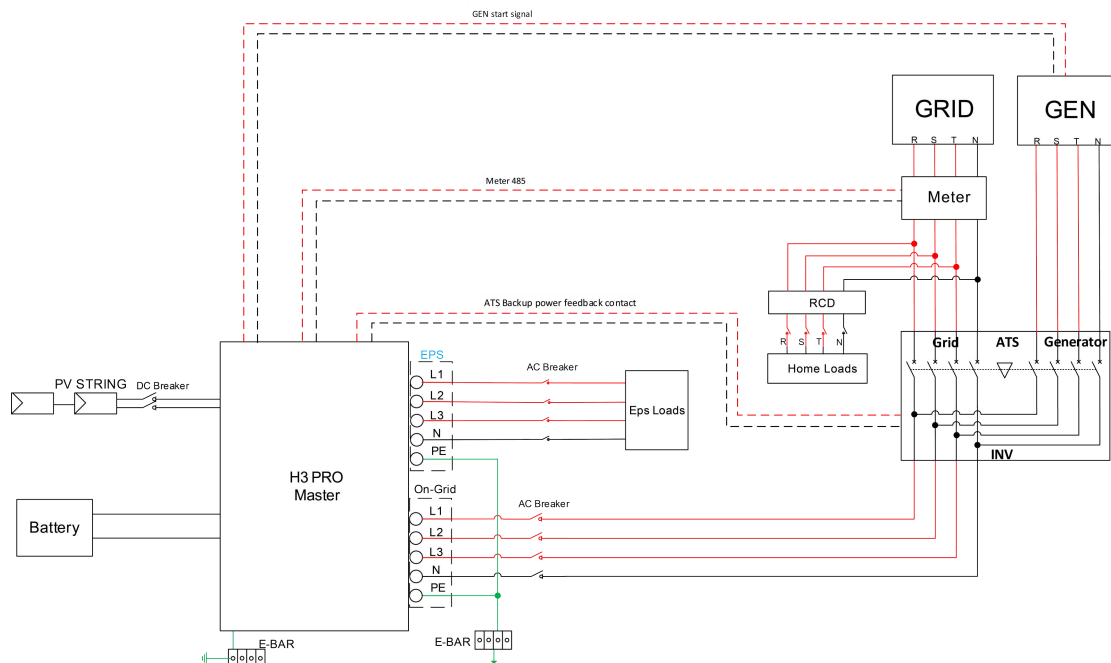 GEN start signal
GRID
GEN
R S T N
R S T N
Meter 485
Meter
ATS Backup power feedback contact
RCD
R S T N
Home Loads
Grid ATS Generator
INV
EPS
L1
L2
L3
N
PE
AC Breaker
Eps Loads
PV STRING
DC Breaker
H3 PRO
Master
Battery
On-Grid
L1
L2
L3
N
PE
AC Breaker
E-BAR
E-BAR